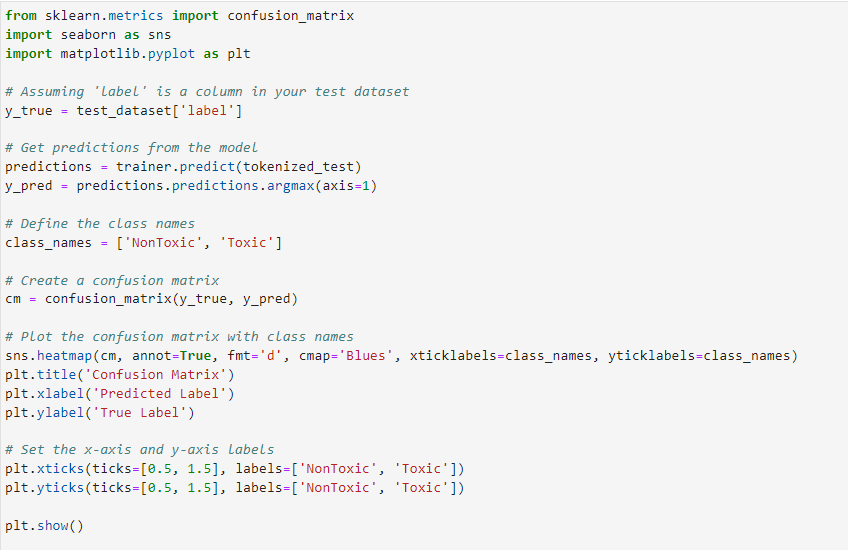 from sklearn.metrics import confusion_matrix
import seaborn as sns
import matplotlib.pyplot as plt
# Assuming 'label' is a column in your test dataset
y_true = test_dataset['label']
# Get predictions from the model
predictions = trainer.predict(tokenized_test)
y_pred = predictions.predictions.argmax(axis=1)
# Define the class names
class_names = ['NonToxic', 'Toxic']
# Create a confusion matrix
cm = confusion_matrix(y_true, y_pred)
# Plot the confusion matrix with class names
sns.heatmap(cm, annot=True, fmt='d', cmap='Blues', xticklabels=class_names, yticklabels=class_names)
plt.title('Confusion Matrix')
plt.xlabel('Predicted Label')
plt.ylabel('True Label')
# Set the x-axis and y-axis labels
plt.xticks(ticks=[0.5, 1.5], labels=['NonToxic', 'Toxic'])
plt.yticks(ticks=[0.5, 1.5], labels=['NonToxic', 'Toxic'])
plt.show()